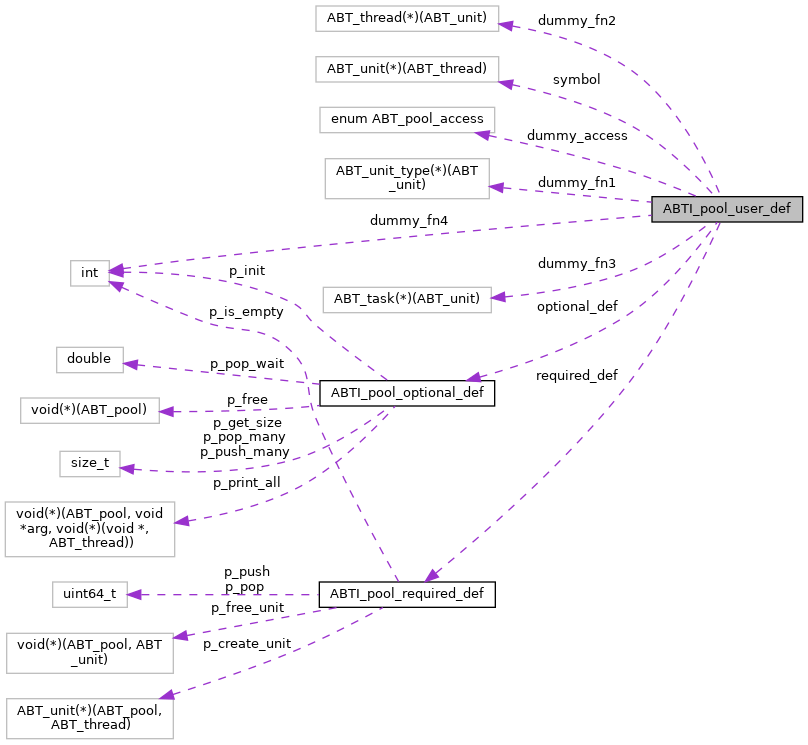 ABT_thread(*)(ABT_unit)
dummy_fn2
ABT_unit(*)(ABT_thread)
symbol
enum ABT_pool_access
dummy_access
ABT_unit_type(*)(ABT
_unit)
dummy_fn1
ABTI_pool_user_def
dummy_fn4
int
p_init
dummy_fn3
ABT_task(*)(ABT_unit)
optional_def
p_is_empty
double
p_pop_wait
required_def
ABTI_pool_optional_def
void(*)(ABT_pool)
p_free
p_get_size
p_pop_many
p_push_many
size_t
p_print_all
void(*)(ABT_pool, void
*arg, void(*)(void *,
ABT_thread))
p_push
p_pop
uint64_t
ABTI_pool_required_def
p_free_unit
void(*)(ABT_pool, ABT
_unit)
p_create_unit
ABT_unit(*)(ABT_pool,
ABT_thread)